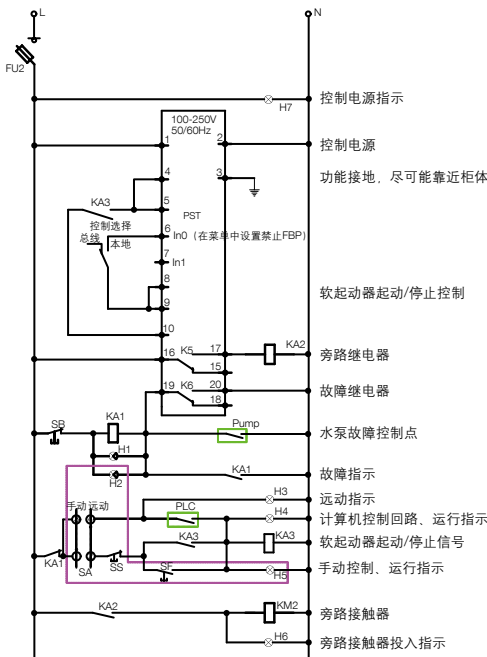 L N
FU2
H7 控制电源指示
100-250V
50/60Hz
1 2 控制电源
4 3 功能接地，尽可能靠近柜体
KA3 5
PST
控制选择
总线 本地
6 In0 (在菜单中设置禁止FBP)
7 In1
8
9 软起动器起动/停止控制
10
16 K5 17 KA2 旁路继电器
15
19 K6 20 故障继电器
18
SB KA1 Pump 水泵故障控制点
H1
H2 KA1 故障指示
H3 远动指示
手动 远动 PLC H4 计算机控制回路、运行指示
KA1 SA SS KA3 KA3 软起动器起动/停止信号
SF H5 手动控制、运行指示
KA2 KM2 旁路接触器
H6 旁路接触器投入指示